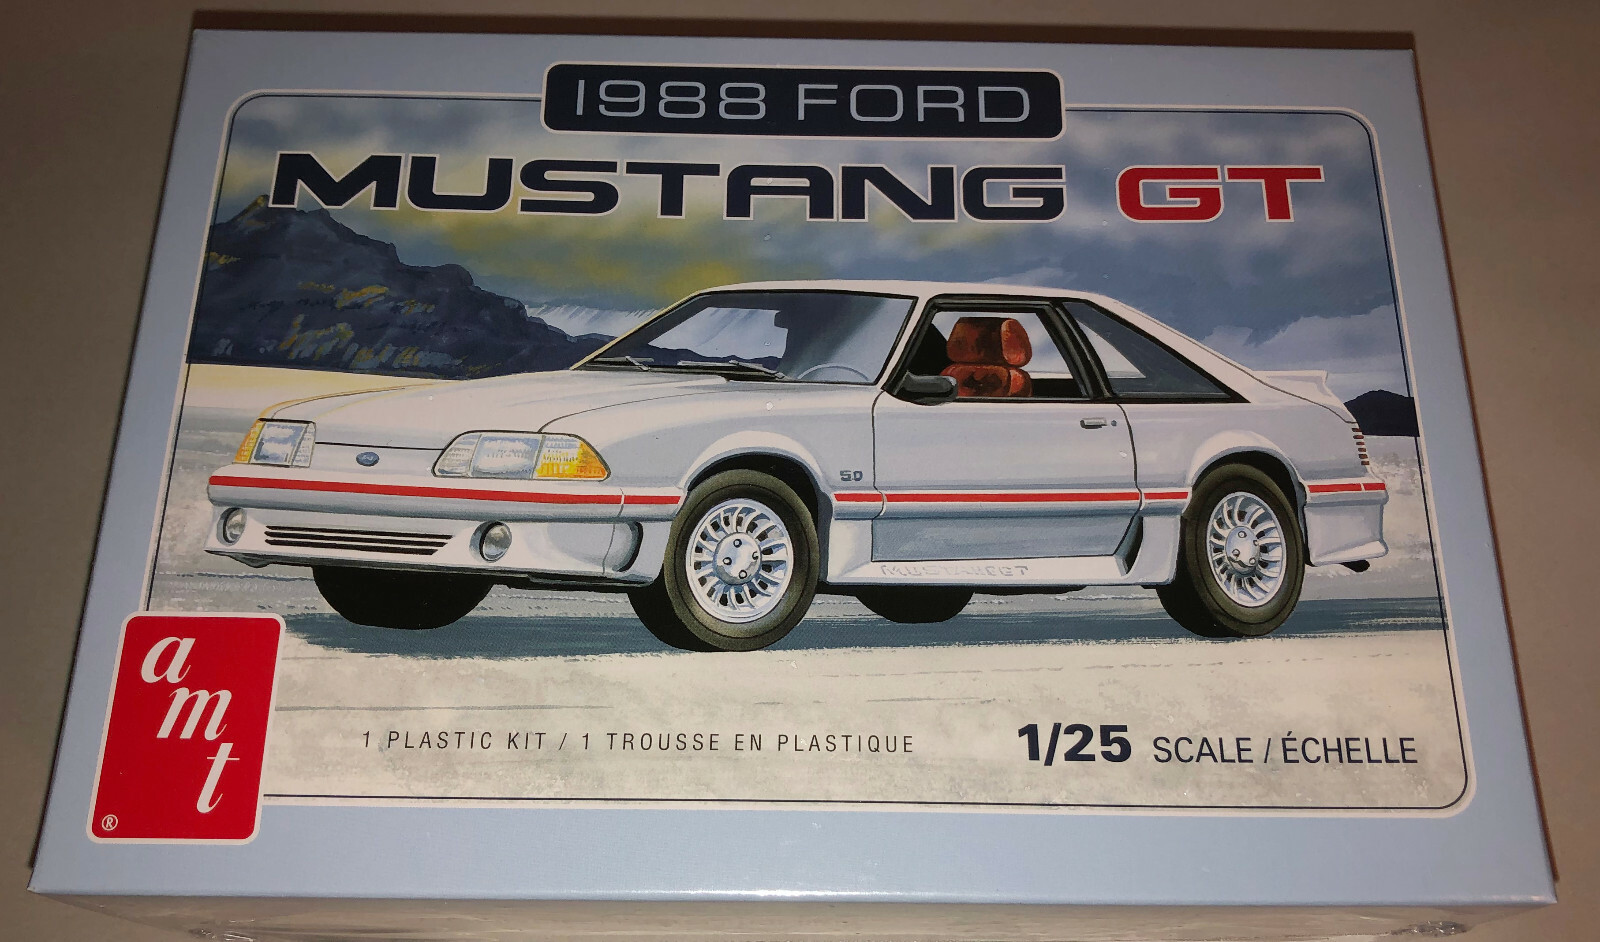 1988 FORD
MUSTANG GT
5.0
MUSTANG GT
amt
®
1 PLASTIC KIT / 1 TROUSSE EN PLASTIQUE
1/25 SCALE / ÉCHELLE